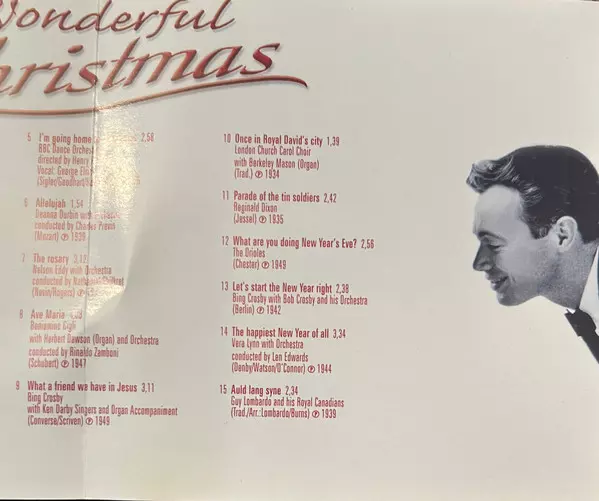 Wonderful
Christmas
5 I'm going home 2,58
BBC Dance Orchest
directed by Henry
Vocal: George El
(Sigler/Goodhart/
6 Allelujah 1,54
Deanna Durbin with
conducted by Charles Previn
(Mozart) ℗ 1939
7 The rosary 3,12
Nelson Eddy with Orchestra
conducted by
(Nevin/Rogers) ℗
8 Ave Maria
Beniamino Gigli
with Herbert Dawson (Organ) and Orchestra
conducted by Rinaldo Zamboni
(Schubert) ℗ 1947
9 What a friend we have in Jesus 3,11
Bing Crosby
with Ken Darby Singers and Organ Accompaniment
(Converse/Scriven) ℗ 1949
10 Once in Royal David's city 1,39
London Church Carol Choir
with Berkeley Mason (Organ)
(Trad.) ℗ 1934
11 Parade of the tin soldiers 2,42
Reginald Dixon
(Jessel) ℗ 1935
12 What are you doing New Year's Eve? 2,56
The Orioles
(Chester) ℗ 1949
13 Let's start the New Year right 2,38
Bing Crosby with Bob Crosby and his Orchestra
(Berlin) ℗ 1942
14 The happiest New Year of all 3,34
Vera Lynn with Orchestra
conducted by Len Edwards
(Denby/Watson/O'Connor) ℗ 1944
15 Auld lang syne 2,34
Guy Lombardo and his Royal Canadians
(Trad./Arr.:Lombardo/Burns) ℗ 1939